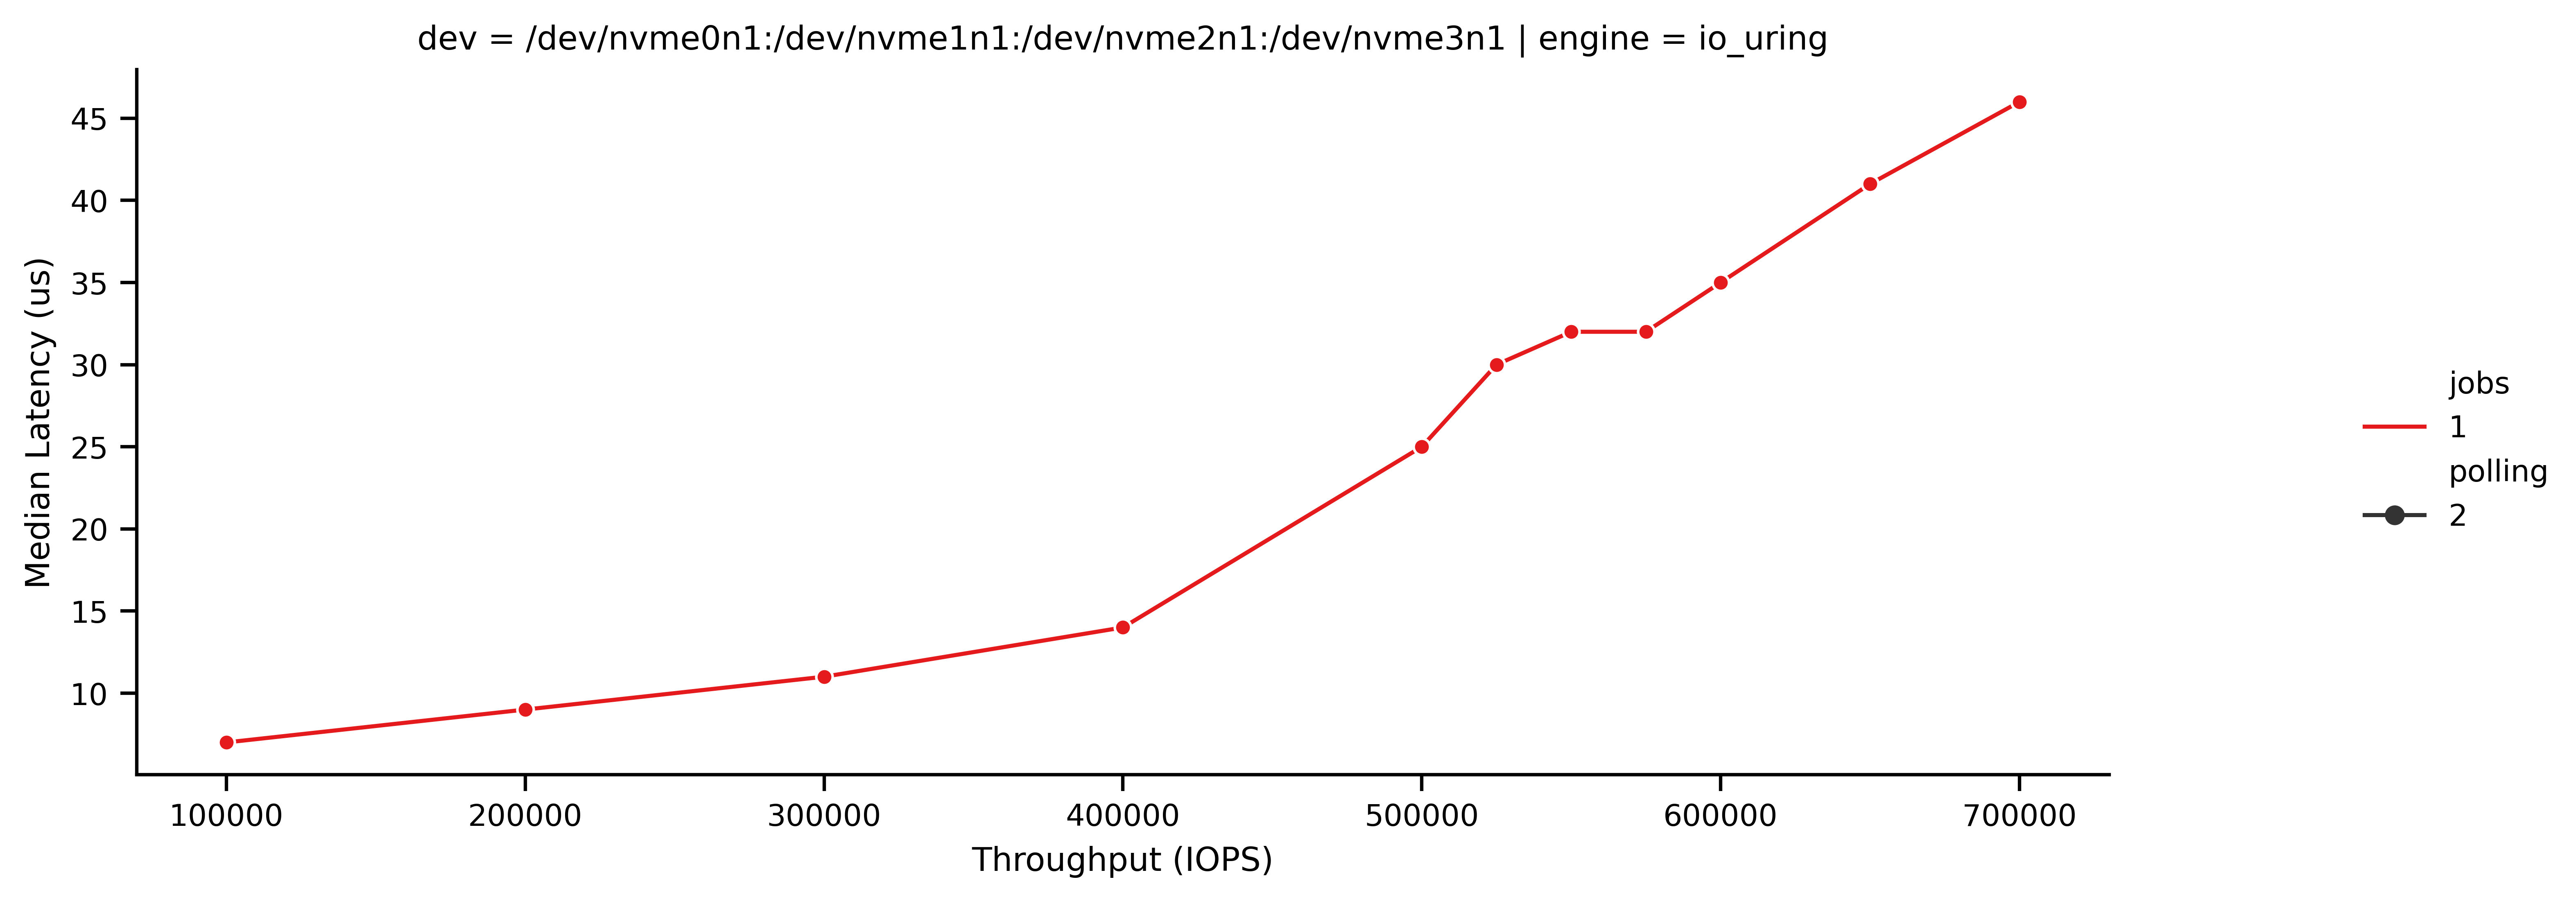 dev = /dev/nvme0n1:/dev/nvme1n1:/dev/nvme2n1:/dev/nvme3n1 | engine = io_uring
Median Latency (us)
45
40
35
30
25
20
15
10
100000 200000 300000 400000 500000 600000 700000
Throughput (IOPS)
jobs
1
polling
2